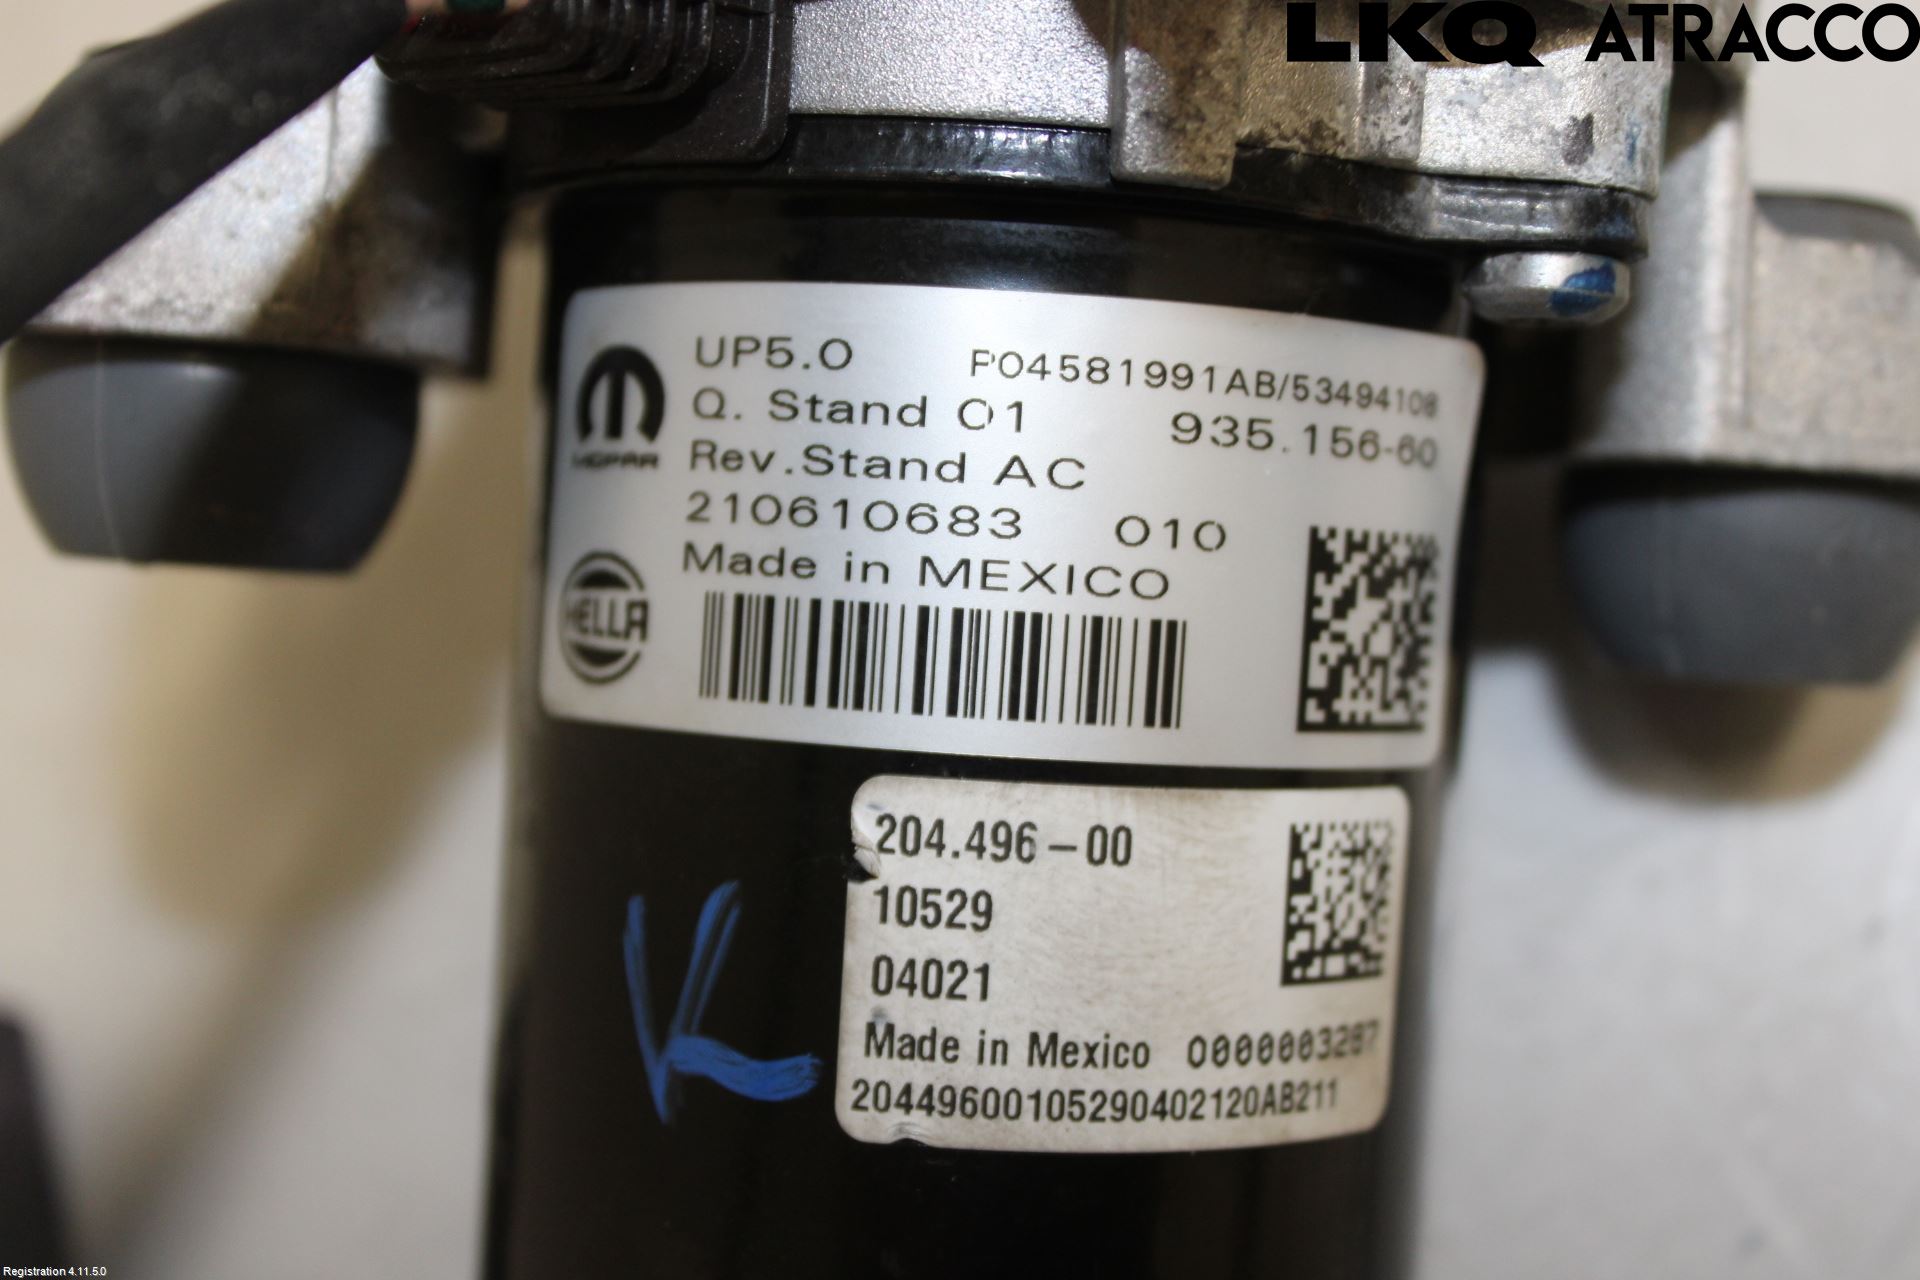 LKQ ATRACCO
UP5.0 P04581991AB/53494108
Q. Stand 01 935.156-60
Rev.Stand AC
MOPAR
210610683 010
Made in MEXICO
HELLA
204.496-00
10529
04021
K
Made in Mexico 0000003287
20449600105290402120AB211
Registration 4.11.5.0